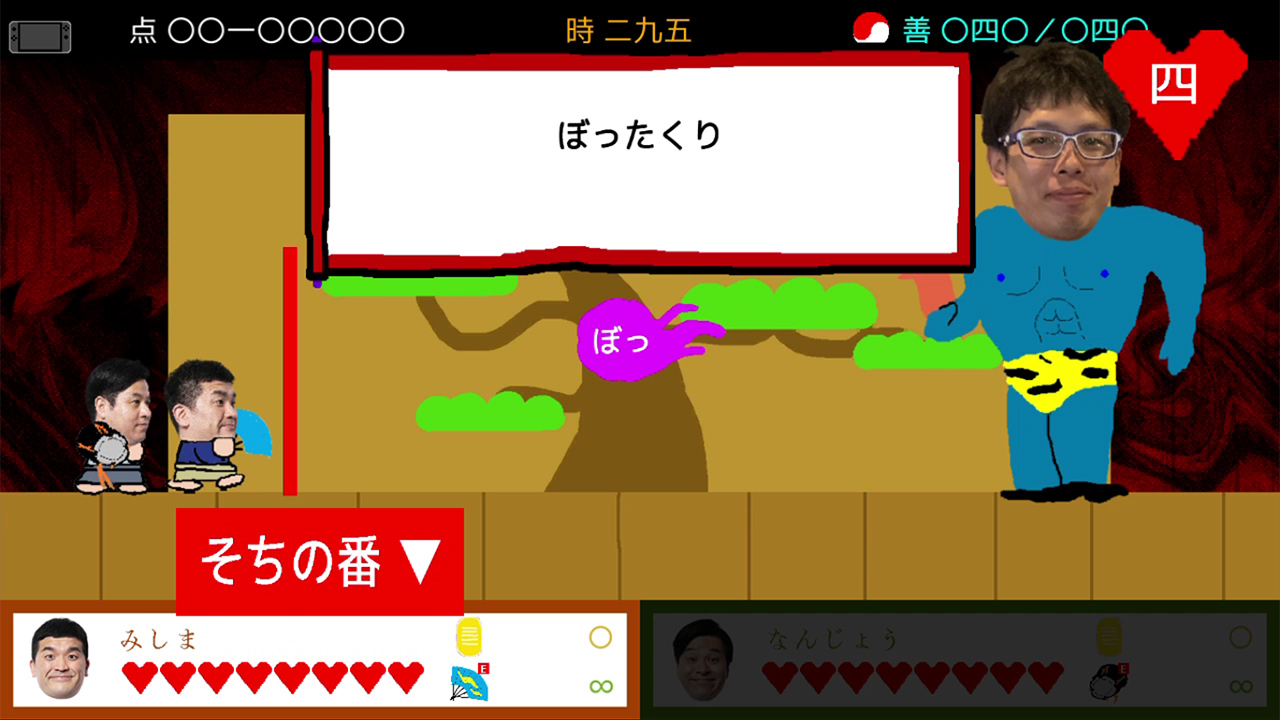 点 〇〇一〇〇〇〇〇 時 二九五 善 〇四〇／〇四〇
四
ぼったくり
ぼっ
そちの番 ▼
みしま 〇
E ∞
なんじょう 〇
E ∞